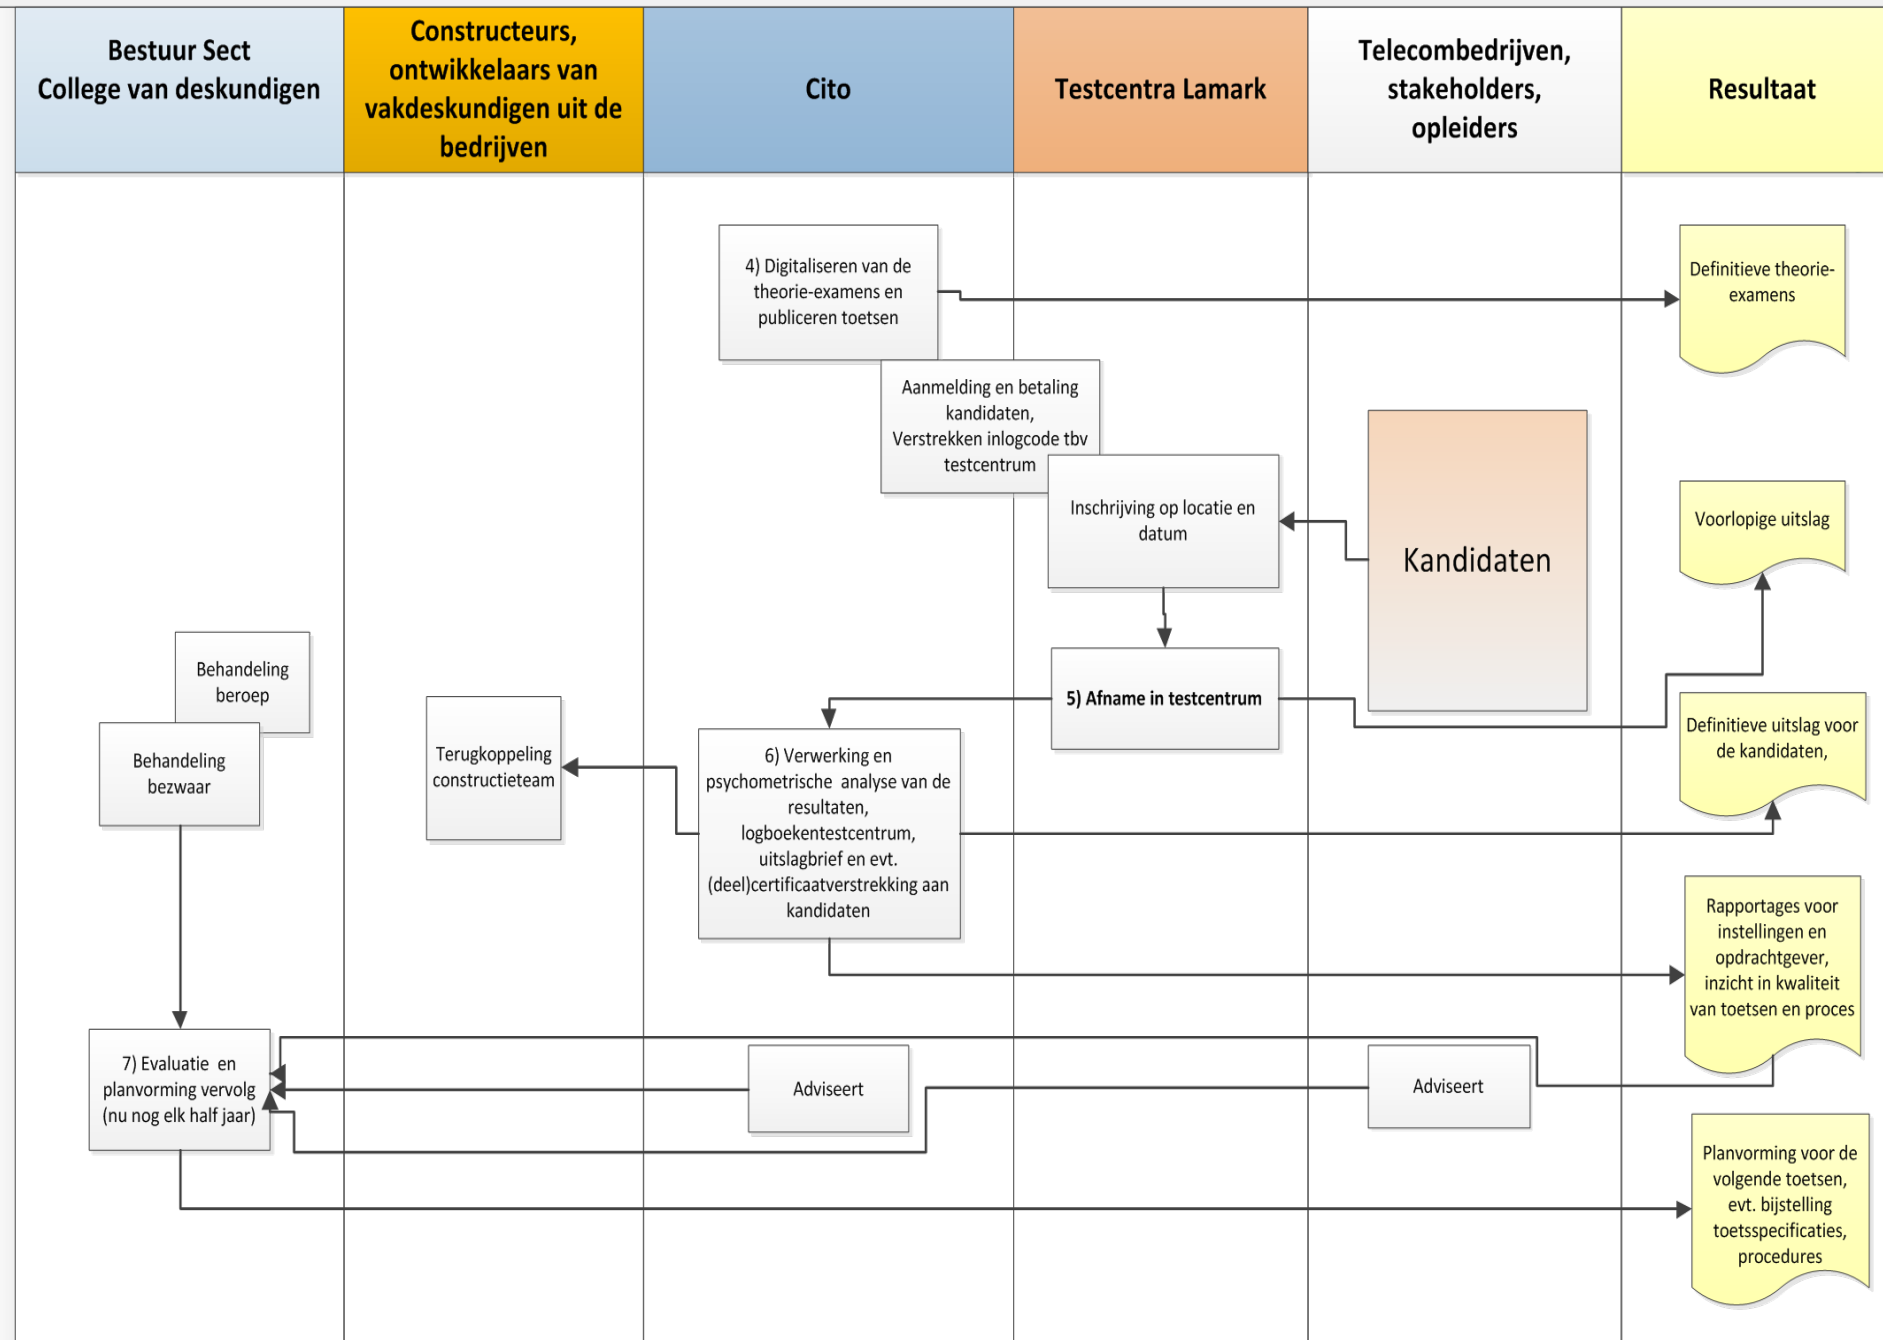 Bestuur Sect
College van deskundigen
Constructeurs,
ontwikkelaars van
vakdeskundigen uit de
bedrijven
Cito
Testcentra Lamark
Telecombedrijven,
stakeholders,
opleiders
Resultaat
4) Digitaliseren van de
theorie-examens en
publiceren toetsen
Definitieve theorie-
examens
Aanmelding en betaling
kandidaten,
Verstrekken inlogcode tbv
testcentrum
Inschrijving op locatie en
datum
Kandidaten
Voorlopige uitslag
Behandeling
beroep
Behandeling
bezwaar
Terugkoppeling
constructieteam
5) Afname in testcentrum
Definitieve uitslag voor
de kandidaten,
6) Verwerking en
psychometrische analyse van de
resultaten,
logboekentestcentrum,
uitslagbrief en evt.
(deel)certificaatverstrekking aan
kandidaten
Rapportages voor
instellingen en
opdrachtgever,
inzicht in kwaliteit
van toetsen en proces
7) Evaluatie en
planvorming vervolg
(nu nog elk half jaar)
Adviseert
Adviseert
Planvorming voor de
volgende toetsen,
evt. bijstelling
toetsspecificaties,
procedures